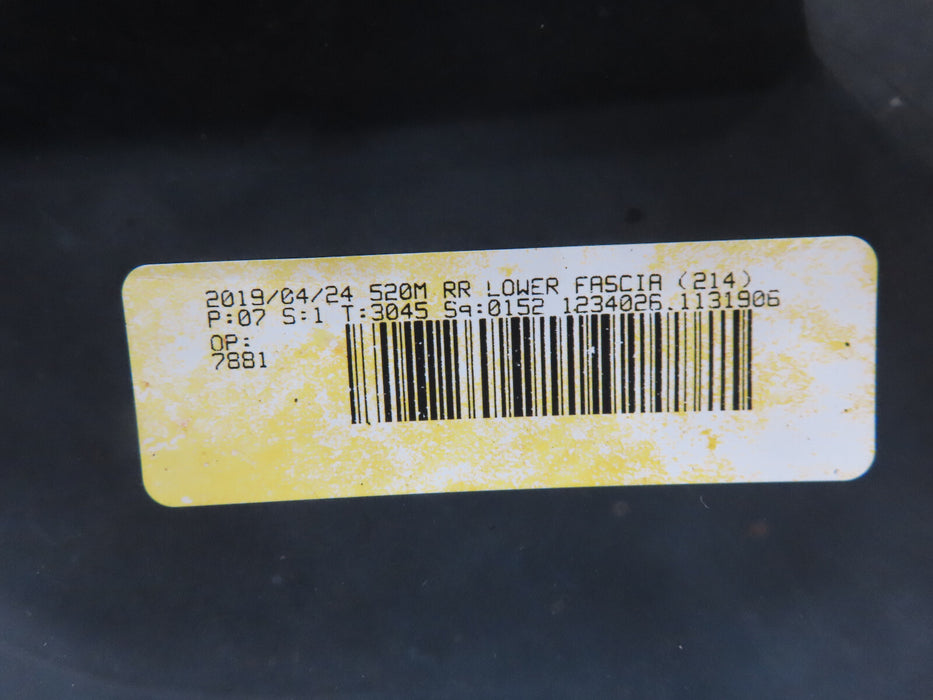 2019/04/24 520M RR LOWER FASCIA (214)
P:07 S:1 T:3045 Sq:0152 1234026.1131906
OP:
7881